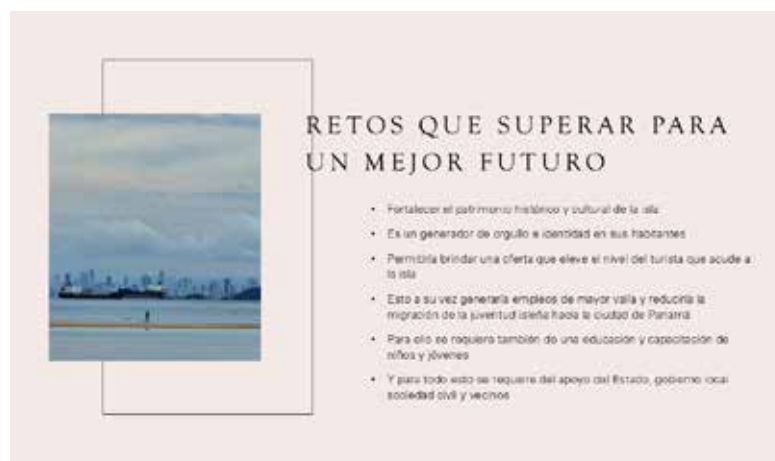 RETOS QUE SUPERAR PARA
UN MEJOR FUTURO
• Fortalecer el patrimonio histórico y cultural de la isla
• Es un generador de orgullo e identidad en sus habitantes
• Permitiría brindar una oferta que eleve el nivel del turista que acude a
la isla
• Esto a su vez generaría empleos de mayor valía y reduciría la
migración de la juventud isleña hacia la ciudad de Panamá
• Para ello se requiere también de una educación y capacitación de
niños y jóvenes
• Y para todo esto se requiere del apoyo del Estado, gobierno local
sociedad civil y vecinos